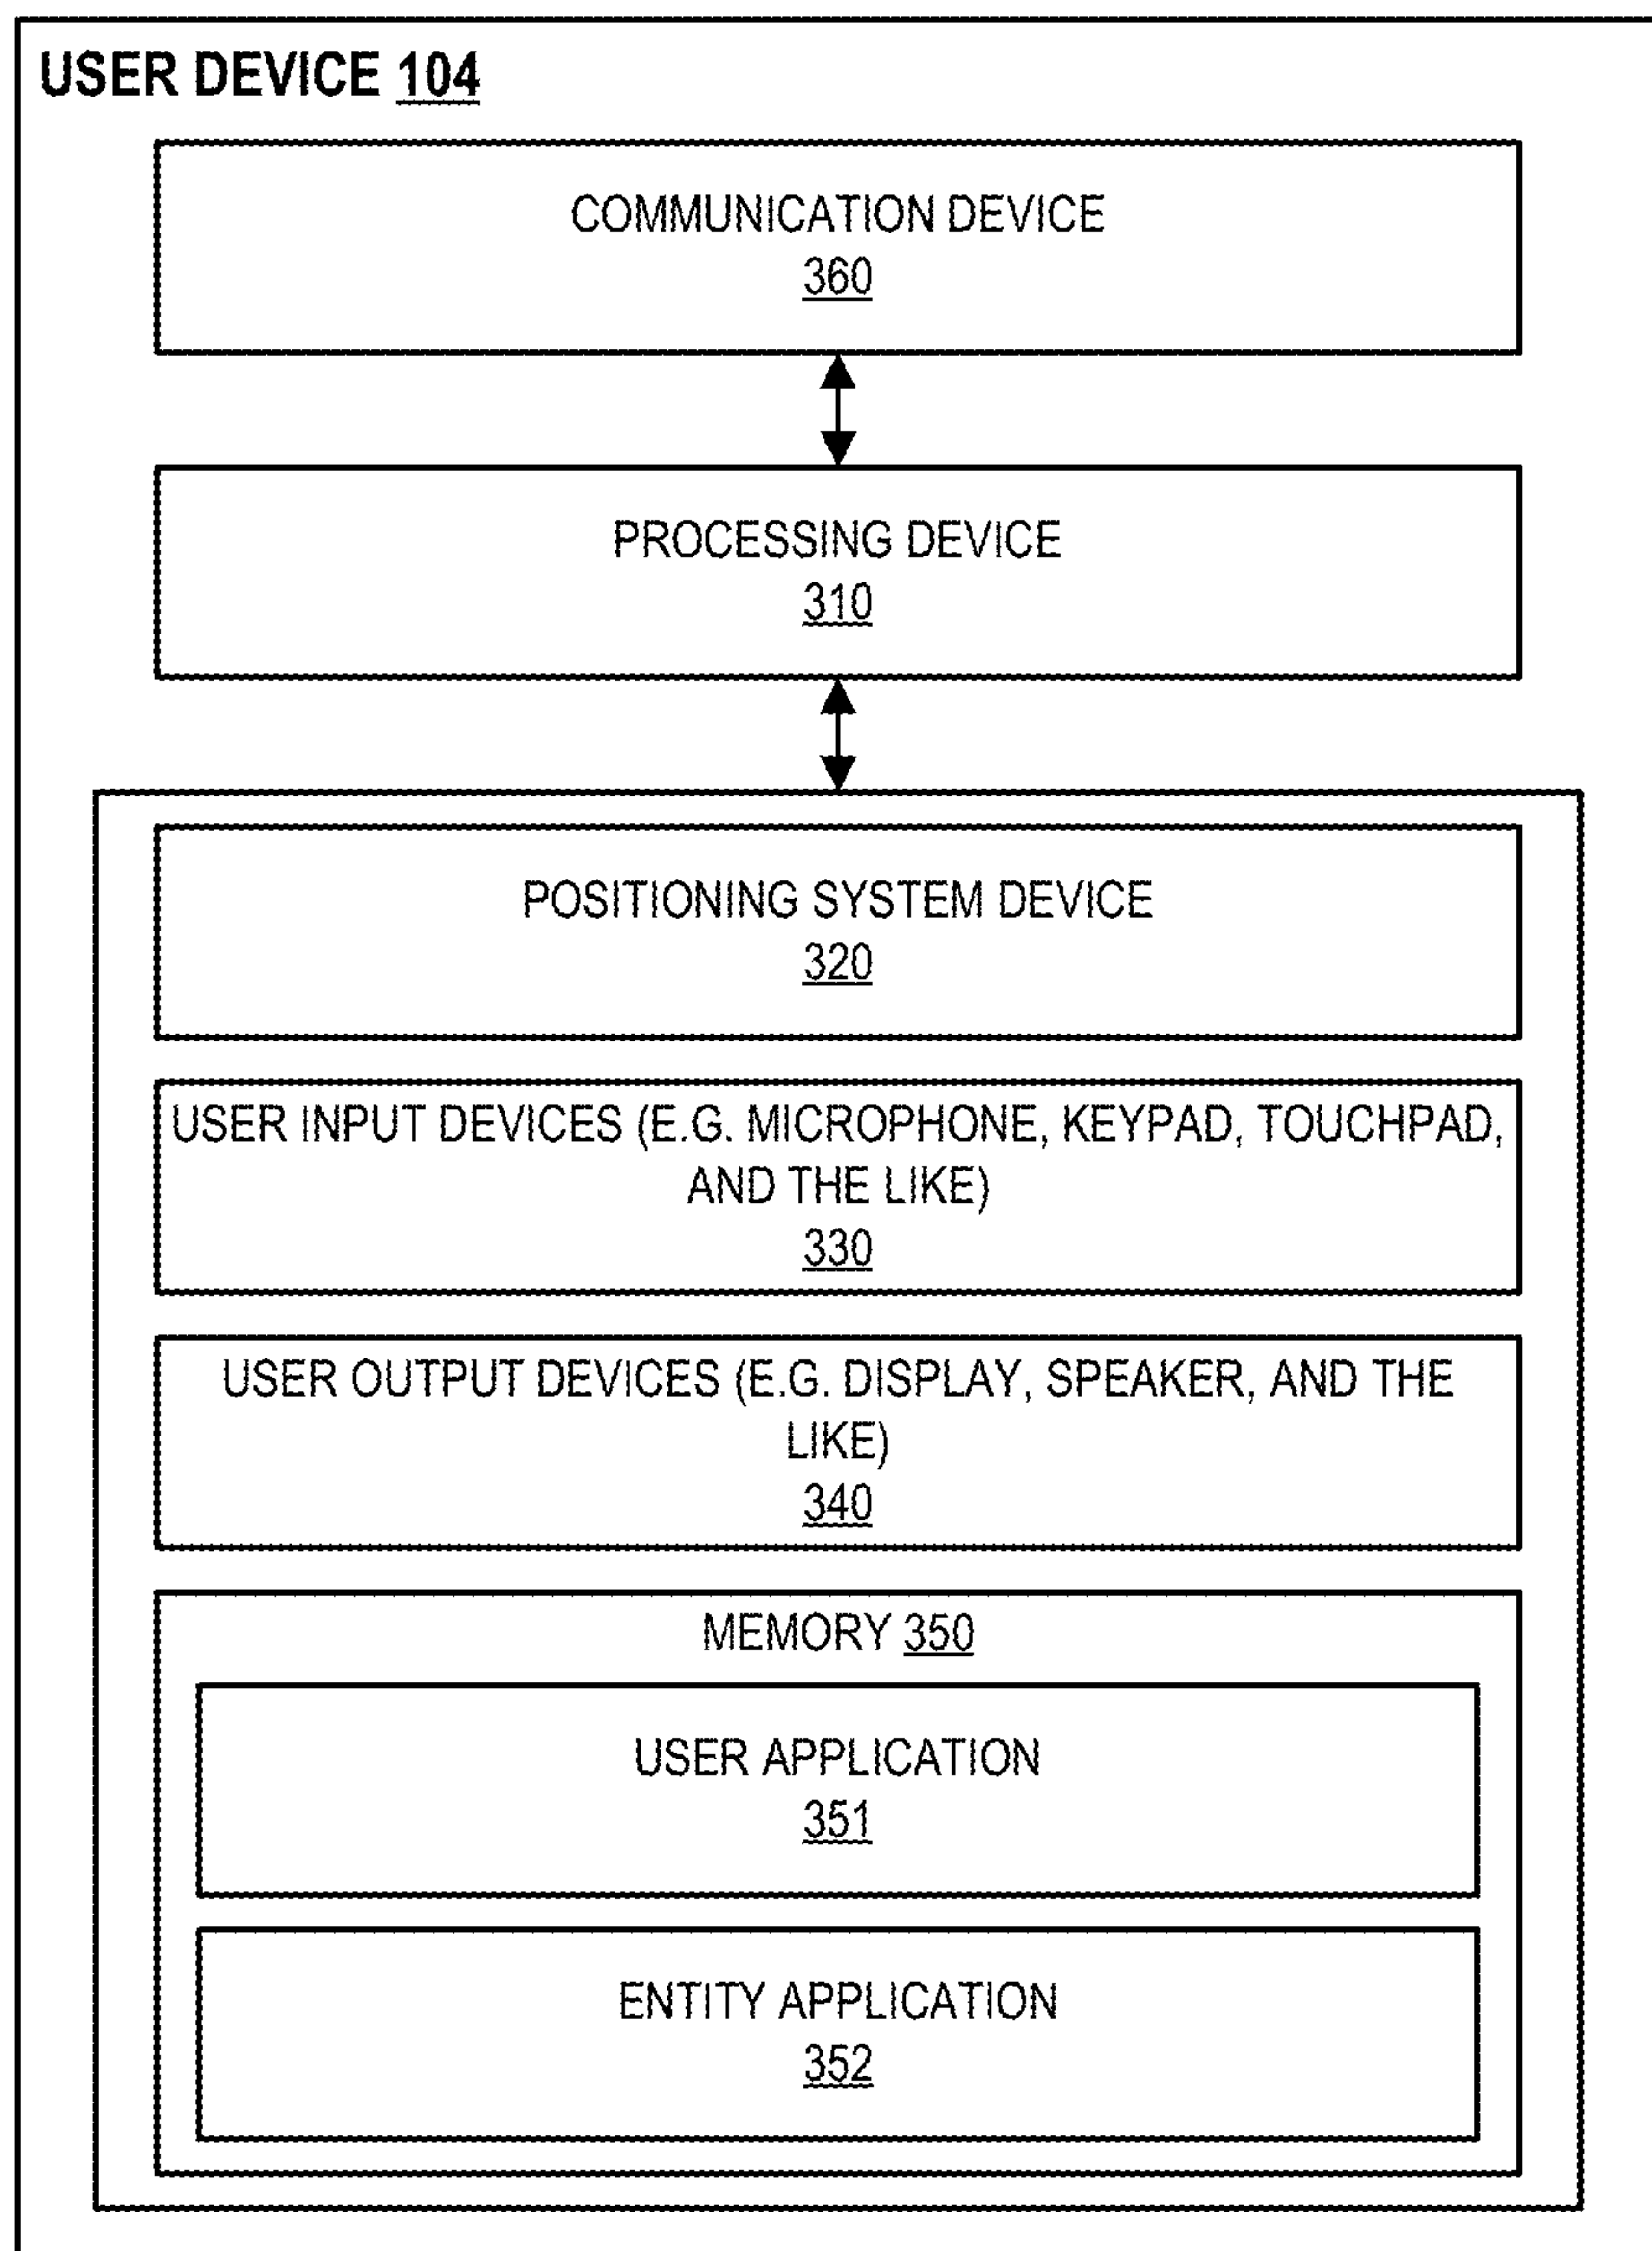 USER DEVICE 104
COMMUNICATION DEVICE
360
PROCESSING DEVICE
310
POSITIONING SYSTEM DEVICE
320
USER INPUT DEVICES (E.G. MICROPHONE, KEYPAD, TOUCHPAD,
AND THE LIKE)
330
USER OUTPUT DEVICES (E.G. DISPLAY, SPEAKER, AND THE
LIKE)
340
MEMORY 350
USER APPLICATION
351
ENTITY APPLICATION
352